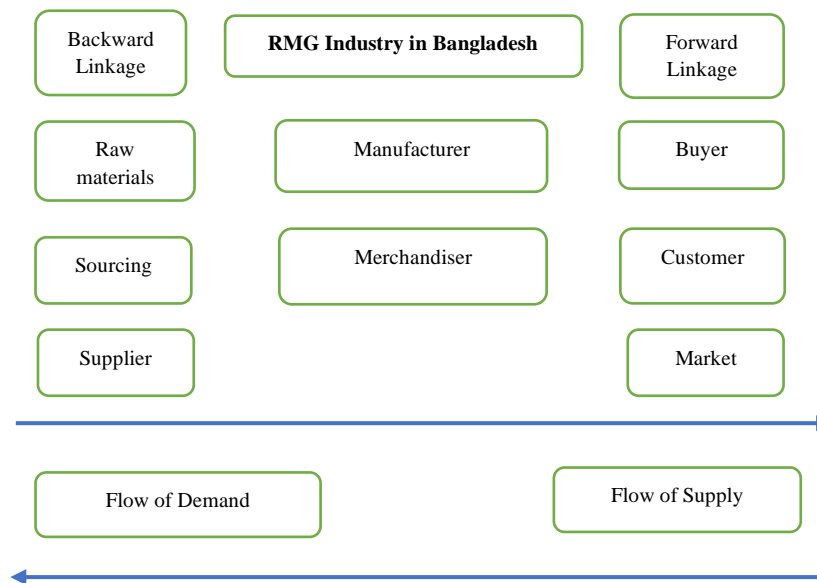 Backward
Linkage
RMG Industry in Bangladesh
Forward
Linkage
Raw
materials
Manufacturer
Buyer
Sourcing
Merchandiser
Customer
Supplier
Market
Flow of Demand
Flow of Supply